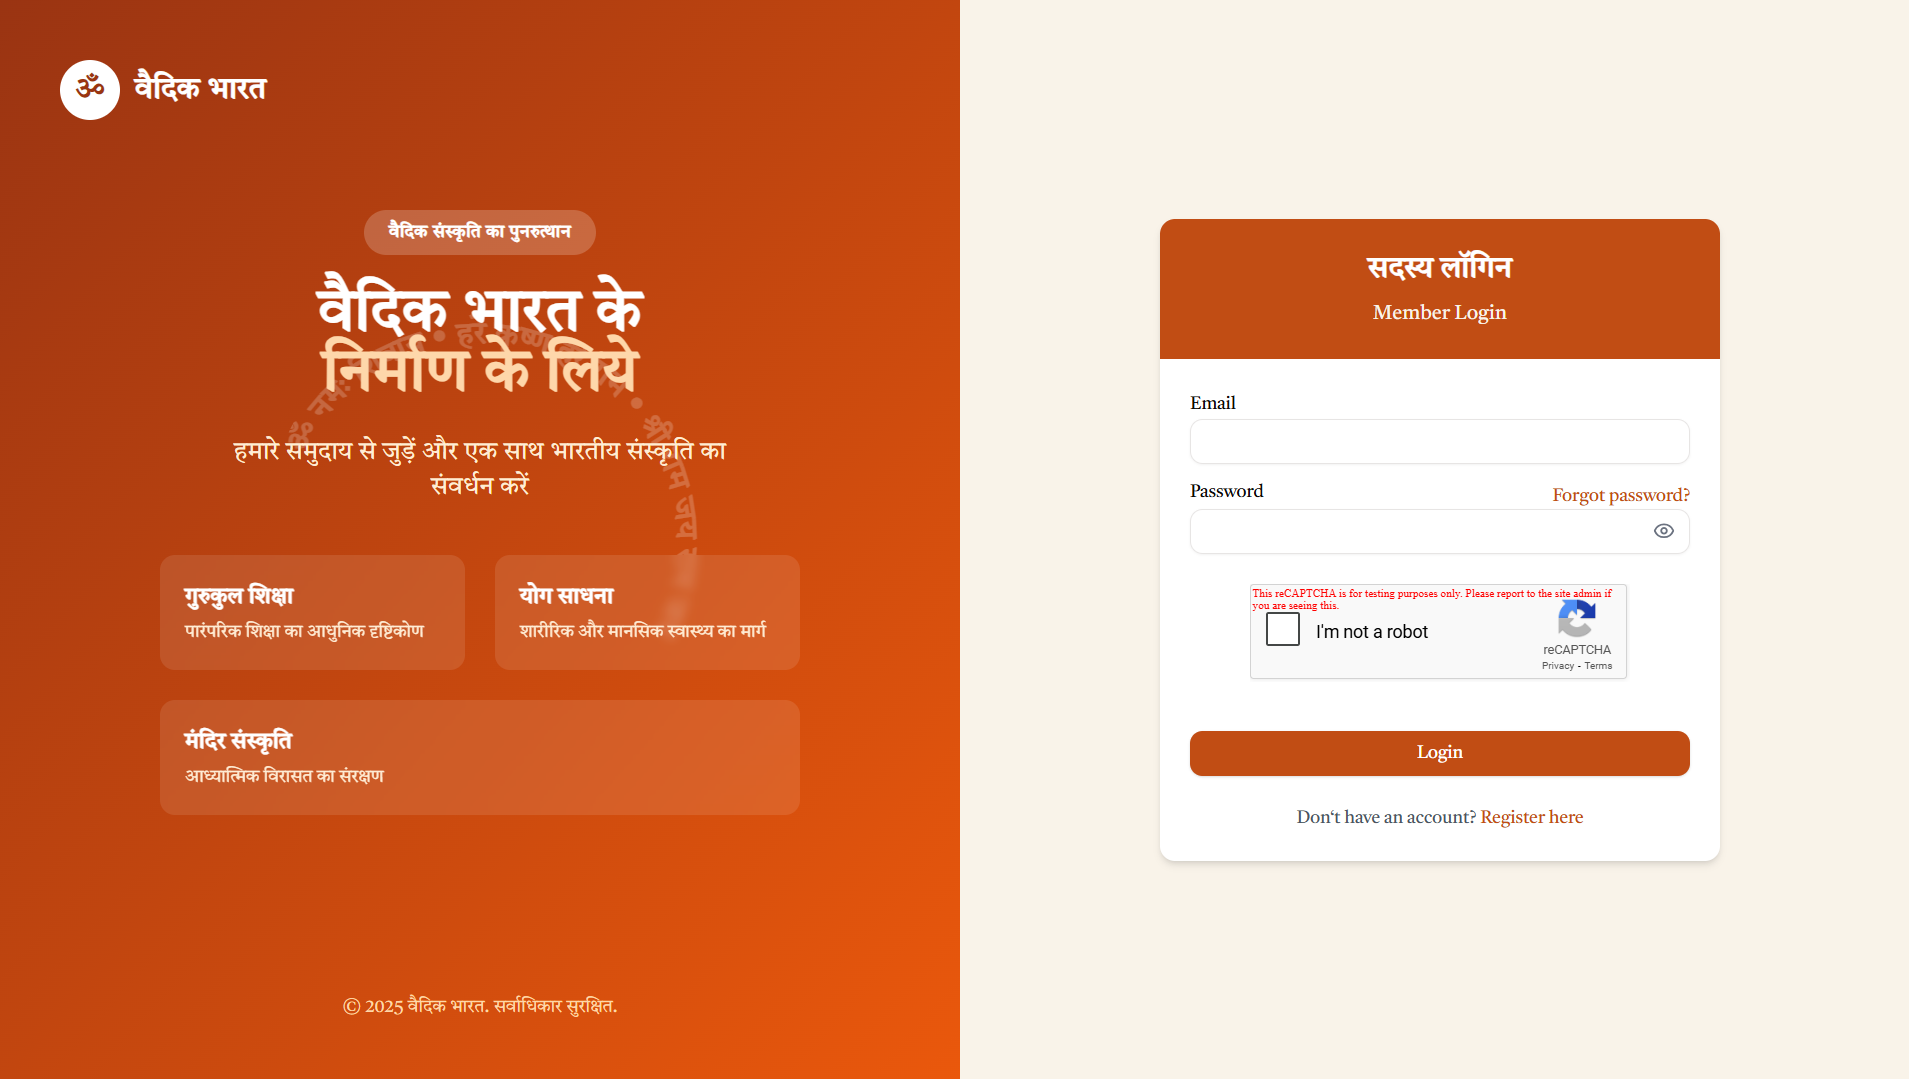 ॐ
वैदिक भारत
वैदिक संस्कृति का पुनरुत्थान
वैदिक भारत के
निर्माण के लिये
हमारे समुदाय से जुड़ें और एक साथ भारतीय संस्कृति का
संवर्धन करें
गुरुकुल शिक्षा
पारंपरिक शिक्षा का आधुनिक दृष्टिकोण
योग साधना
शारीरिक और मानसिक स्वास्थ्य का मार्ग
मंदिर संस्कृति
आध्यात्मिक विरासत का संरक्षण
© 2025 वैदिक भारत. सर्वाधिकार सुरक्षित.
सदस्य लॉगिन
Member Login
Email
Password
Forgot password?
This reCAPTCHA is for testing purposes only. Please report to the site admin if
you are seeing this.
I'm not a robot
reCAPTCHA
Privacy - Terms
Login
Don‘t have an account? Register here